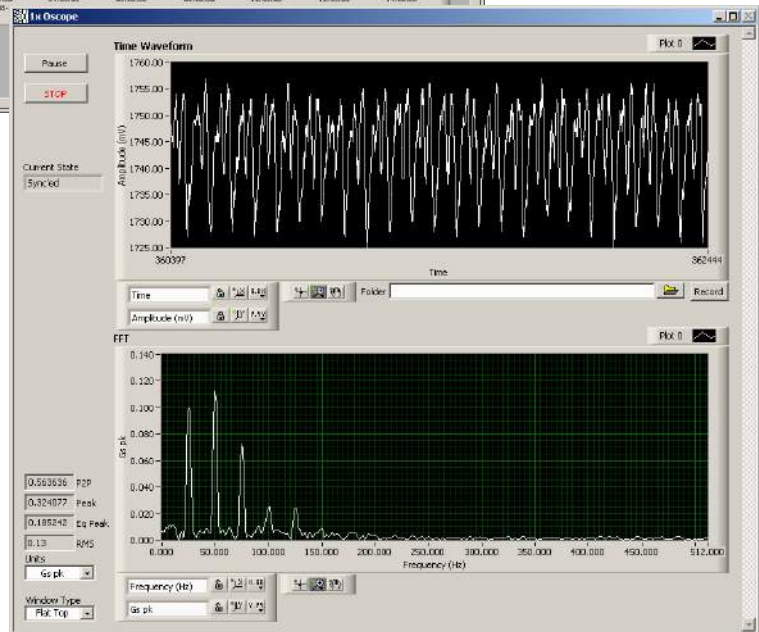 1x Oscope
Pause
STOP
Current State
Sync'ed
Time Waveform
Plot 0
1760.00
1755.00
1750.00
1745.00
1740.00
1735.00
1730.00
1725.00
Amplitude (mV)
360397
362444
Time
Time
Amplitude (mV)
Folder
Record
FFT
Plot 0
0.140
0.120
0.100
0.080
0.060
0.040
0.020
0.000
Gs pk
0.000 50.000 100.000 150.000 200.000 250.000 300.000 350.000 400.000 450.000 512.000
Frequency (Hz)
Frequency (Hz)
Gs pk
0.563636 P2P
0.324077 Peak
0.185242 Eq Peak
0.13 RMS
Units
Gs pk
Window Type
Flat Top